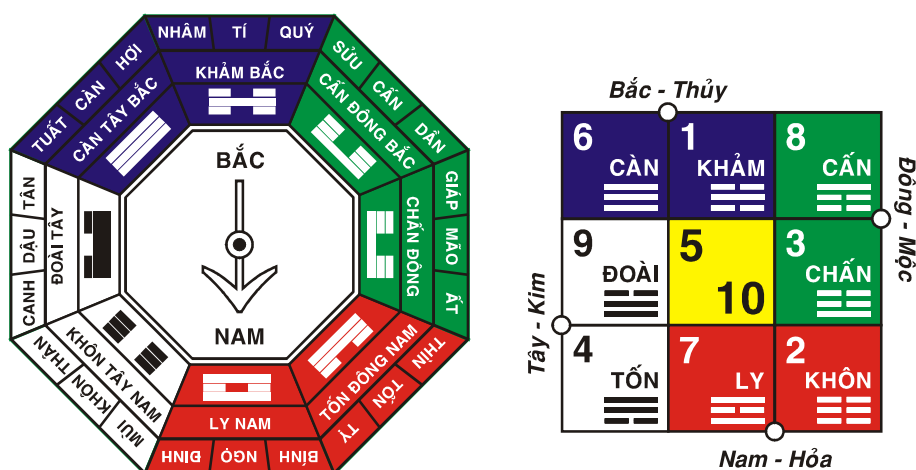 NHÂM
TÍ
QUÝ
KHẢM BẮC
SỬU
CẤN
DẦN
CẤN ĐÔNG BẮC
GIÁP
MÃO
ẤT
CHẤN ĐÔNG
THÌN
TỐN
TỴ
TỐN ĐÔNG NAM
BÍNH
NGỌ
ĐINH
LY NAM
MÙI
KHÔN
THÂN
KHÔN TÂY NAM
CANH
DẬU
TÂN
ĐOÀI TÂY
TUẤT
CÀN
HỢI
CÀN TÂY BẮC
BẮC
NAM
Bắc - Thủy
6
CÀN
1
KHẢM
8
CẤN
Đông - Mộc
9
ĐOÀI
5
10
3
CHẤN
Tây - Kim
4
TỐN
7
LY
2
KHÔN
Nam - Hỏa